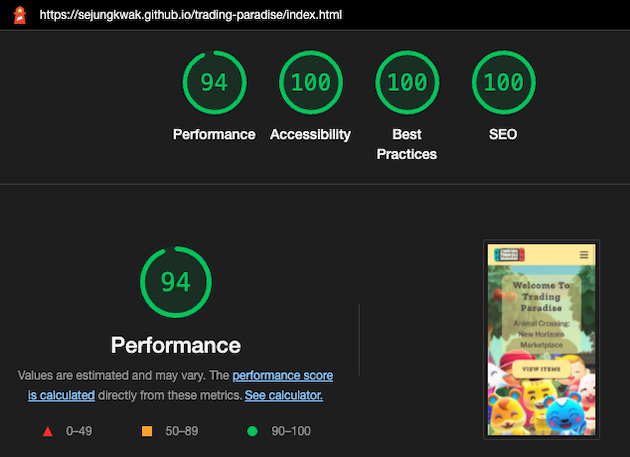 https://sejungkwak.github.io/trading-paradise/index.html
94
100
100
100
Performance
Accessibility
Best
Practices
SEO
94
Performance
Values are estimated and may vary. The performance score
is calculated directly from these metrics. See calculator.
0–49
50–89
90–100
Trading
Paradise
Welcome To
Trading
Paradise
Animal Crossing:
New Horizons
Marketplace
VIEW ITEMS